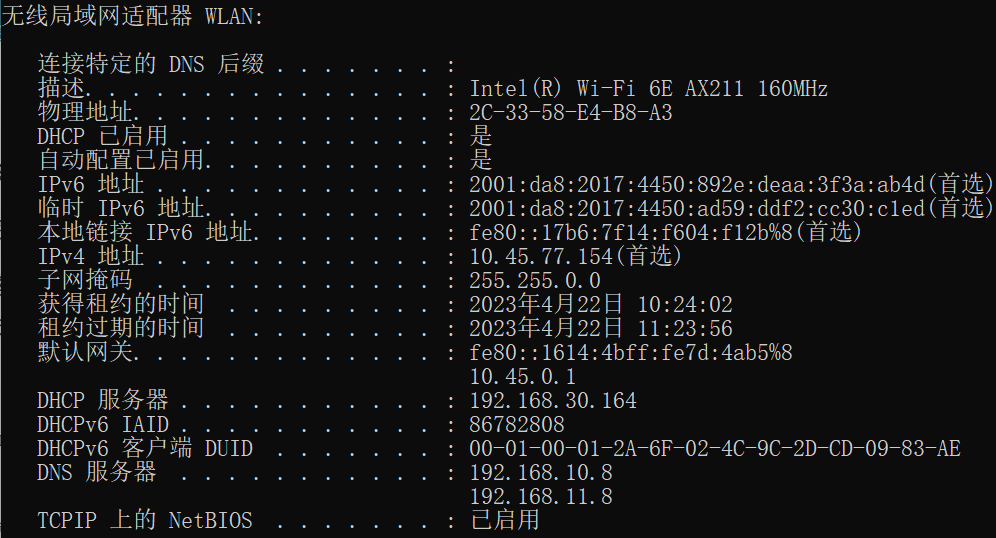 无线局域网适配器 WLAN:
连接特定的 DNS 后缀 . . . . . . . :
描述. . . . . . . . . . . . . . . : Intel(R) Wi-Fi 6E AX211 160MHz
物理地址. . . . . . . . . . . . . : 2C-33-58-E4-B8-A3
DHCP 已启用 . . . . . . . . . . . : 是
自动配置已启用. . . . . . . . . . : 是
IPv6 地址 . . . . . . . . . . . . : 2001:da8:2017:4450:892e:deaa:3f3a:ab4d(首选)
临时 IPv6 地址. . . . . . . . . . : 2001:da8:2017:4450:ad59:ddf2:cc30:c1ed(首选)
本地链接 IPv6 地址. . . . . . . . : fe80::17b6:7f14:f604:f12b%8(首选)
IPv4 地址 . . . . . . . . . . . . : 10.45.77.154(首选)
子网掩码  . . . . . . . . . . . . : 255.255.0.0
获得租约的时间  . . . . . . . . . : 2023年4月22日 10:24:02
租约过期的时间  . . . . . . . . . : 2023年4月22日 11:23:56
默认网关. . . . . . . . . . . . . : fe80::1614:4bff:fe7d:4ab5%8
10.45.0.1
DHCP 服务器 . . . . . . . . . . . : 192.168.30.164
DHCPv6 IAID . . . . . . . . . . . : 86782808
DHCPv6 客户端 DUID  . . . . . . . : 00-01-00-01-2A-6F-02-4C-9C-2D-CD-09-83-AE
DNS 服务器  . . . . . . . . . . . : 192.168.10.8
192.168.11.8
TCPIP 上的 NetBIOS  . . . . . . . : 已启用